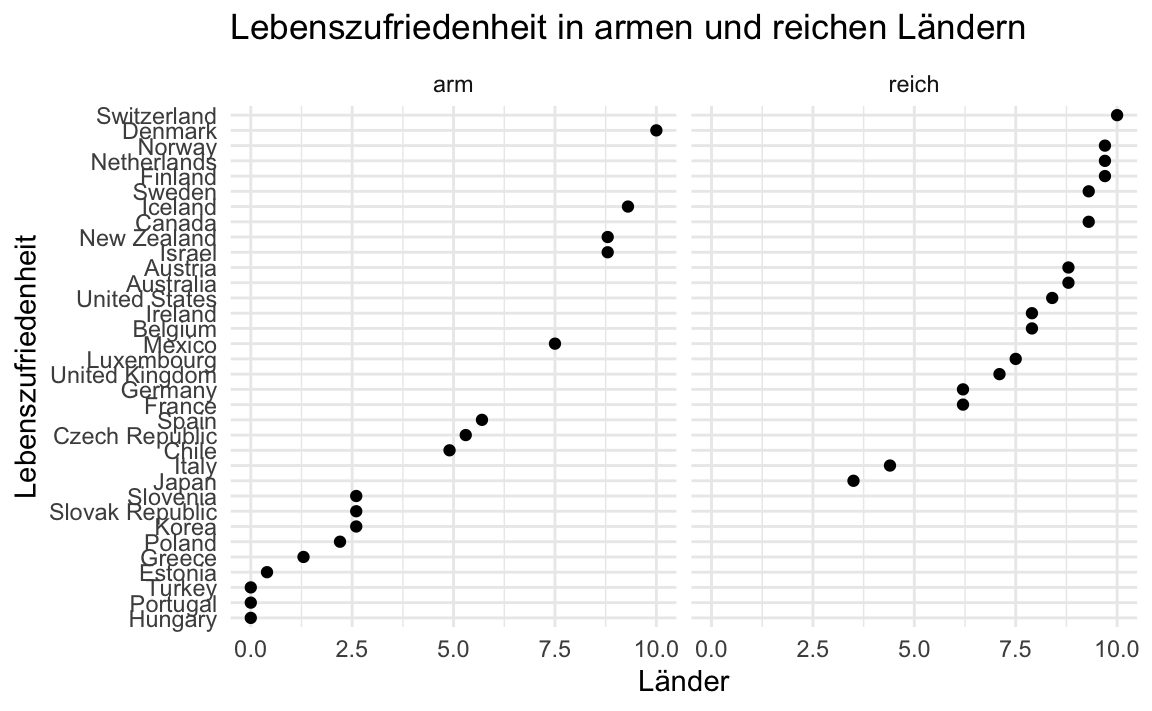 Lebenszufriedenheit in armen und reichen Ländern
arm
reich
Lebenszufriedenheit
Switzerland
Denmark
Norway
Netherlands
Finland
Sweden
Iceland
Canada
New Zealand
Israel
Austria
Australia
United States
Ireland
Belgium
Mexico
Luxembourg
United Kingdom
Germany
France
Spain
Czech Republic
Chile
Italy
Japan
Slovenia
Slovak Republic
Korea
Poland
Greece
Estonia
Turkey
Portugal
Hungary
0.0 2.5 5.0 7.5 10.0 0.0 2.5 5.0 7.5 10.0
Länder